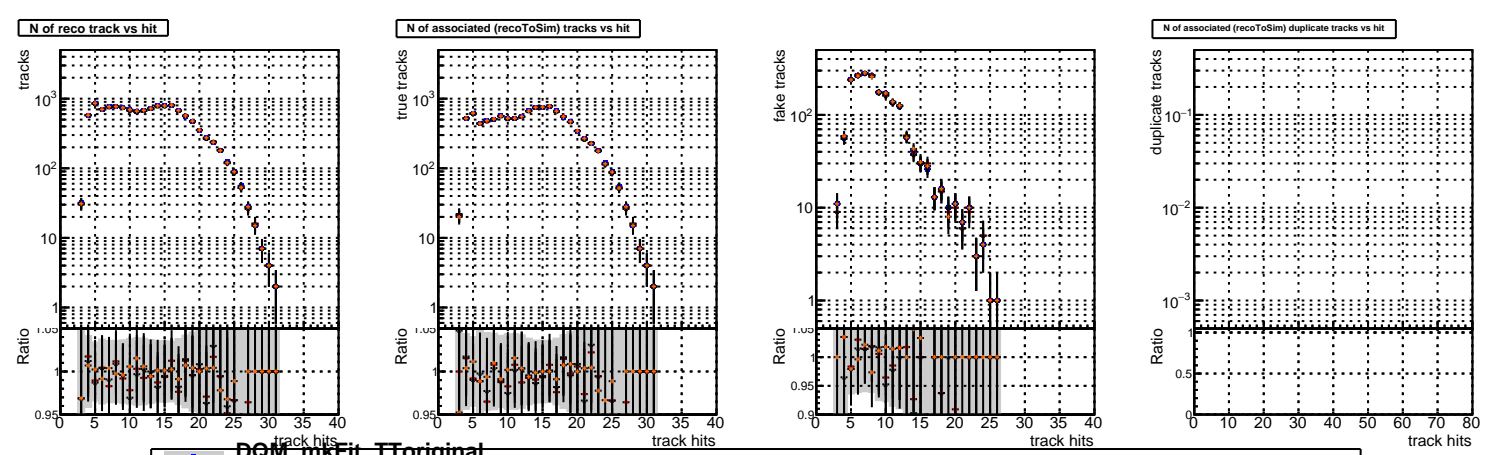 N of reco track vs hit
tracks
10³
10²
10
1
Ratio
1.05
1
0.95
0 5 10 15 20 25 30 35 40
track hits
N of associated (recoToSim) tracks vs hit
true tracks
10³
10²
10
1
Ratio
1.05
1
0.95
0 5 10 15 20 25 30 35 40
track hits
fake tracks
10²
10
1
Ratio
1.05
1
0.95
0.9
0 5 10 15 20 25 30 35 40
track hits
N of associated (recoToSim) duplicate tracks vs hit
duplicate tracks
10⁻¹
10⁻²
10⁻³
Ratio
1
0.5
0
0 10 20 30 40 50 60 70 80
track hits
DQM_mkFit_TToriginal